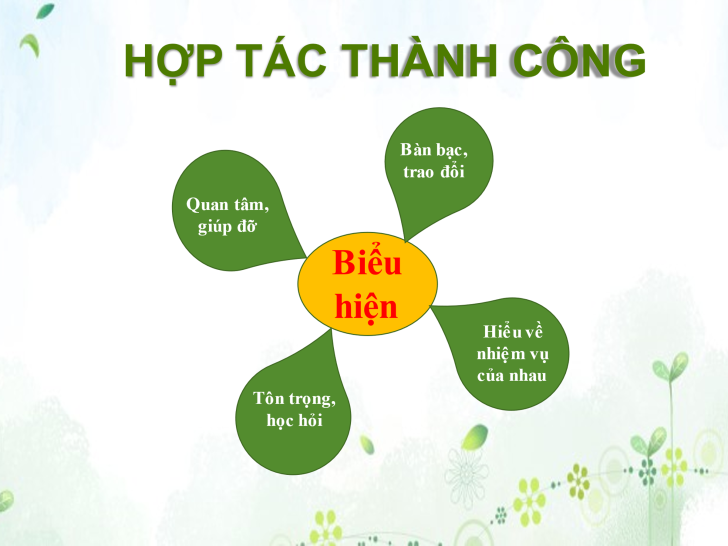 HỢP TÁC THÀNH CÔNG
Bàn bạc,
trao đổi
Quan tâm,
giúp đỡ
Biểu
hiện
Hiểu về
nhiệm vụ
của nhau
Tôn trọng,
học hỏi